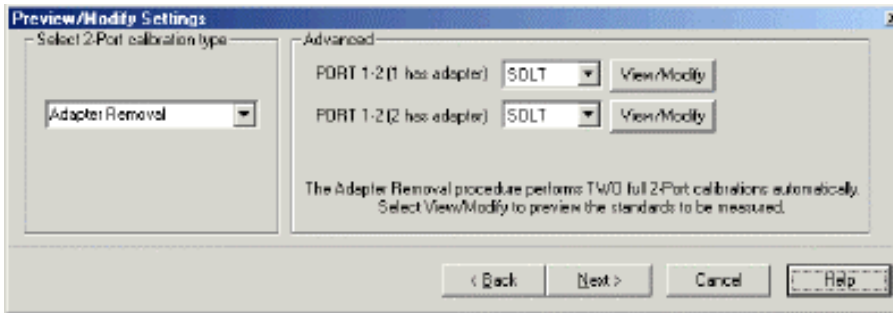 Preview/Modify Settings
Select 2-Port calibration type
Adapter Removal
Advanced
PORT 1-2 (1 has adapter) SOLT View/Modify
PORT 1-2 (2 has adapter) SOLT View/Modify
The Adapter Removal procedure performs TWO full 2-Port calibrations automatically.
Select View/Modify to preview the standards to be measured.
< Back Next > Cancel Help